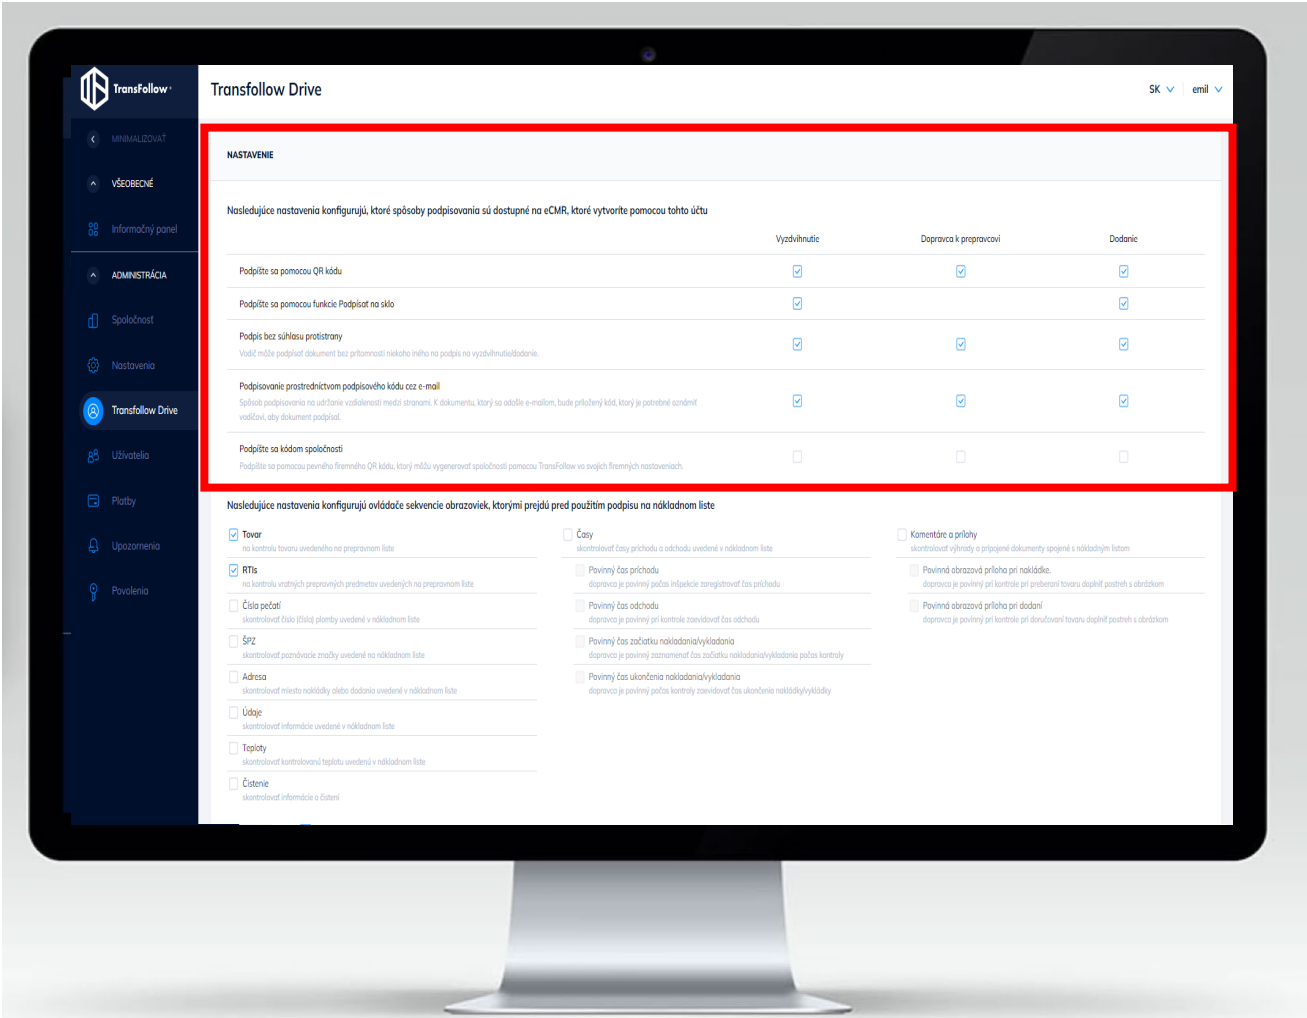 TransFollow
Transfollow Drive
SK
emil
MINIMALIZOVAŤ
VŠEOBECNÉ
Informačný panel
ADMINISTRÁCIA
Spoločnosť
Nastavenia
Transfollow Drive
Užívatelia
Platby
Upozornenia
Povolenia
NASTAVENIE
Nasledujúce nastavenia konfigurujú, ktoré spôsoby podpisovania sú dostupné na eCMR, ktoré vytvoríte pomocou tohto účtu
Vyzdvihnutie Dopravca k prepravcovi Dodanie
Podpíšte sa pomocou QR kódu
Podpíšte sa pomocou funkcie Podpísať na sklo
Podpis bez súhlasu protistrany
Vodič môže podpísať dokument bez prítomnosti niekoho iného na podpis na vyzdvihnutie/dodanie.
Podpisovanie prostredníctvom podpisového kódu cez e-mail
Spôsob podpisovania na udržanie vzdialenosti medzi stranami. K dokumentu, ktorý sa odošle e-mailom, bude priložený kód, ktorý je potrebné oznámiť
vodičovi, aby dokument podpísal.
Podpíšte sa kódom spoločnosti
Podpíšte sa pomocou pevného firemného QR kódu, ktorý môžu vygenerovať spoločnosti pomocou TransFollow vo svojich firemných nastaveniach.
Nasledujúce nastavenia konfigurujú ovládače sekvencie obrazoviek, ktorými prejdú pred použitím podpisu na nákladnom liste
Tovar
na kontrolu tovaru uvedeného na prepravnom liste
RTIs
na kontrolu vratných prepravných predmetov uvedených na prepravnom liste
Čísla pečatí
skontrolovať číslo (čísla) plomby uvedené v nákladnom liste
ŠPZ
skontrolovať poznávacie značky uvedené na nákladnom liste
Adresa
skontrolovať miesto nakládky alebo dodania uvedené v nákladnom liste
Údaje
skontrolovať informácie uvedené v nákladnom liste
Teploty
skontrolovať kontrolovanú teplotu uvedenú v nákladnom liste
Čistenie
skontrolovať informácie o čistení
Časy
skontrolovať časy príchodu a odchodu uvedené v nákladnom liste
Povinný čas príchodu
dopravca je povinný počas inšpekcie zaregistrovať čas príchodu
Povinný čas odchodu
dopravca je povinný pri kontrole zaevidovať čas odchodu
Povinný čas začiatku nakladania/vykladania
dopravca je povinný zaznamenať čas začiatku nakladania/vykladania počas kontroly
Povinný čas ukončenia nakladania/vykladania
dopravca je povinný počas kontroly zaevidovať čas ukončenia nakládky/vykládky
Komentáre a prílohy
skontrolovať výhrady a pripojené dokumenty spojené s nákladným listom
Povinná obrazová príloha pri nakládke.
dopravca je povinný pri kontrole pri preberaní tovaru doplniť postreh s obrázkom
Povinná obrazová príloha pri dodaní
dopravca je povinný pri kontrole pri doručovaní tovaru doplniť postreh s obrázkom